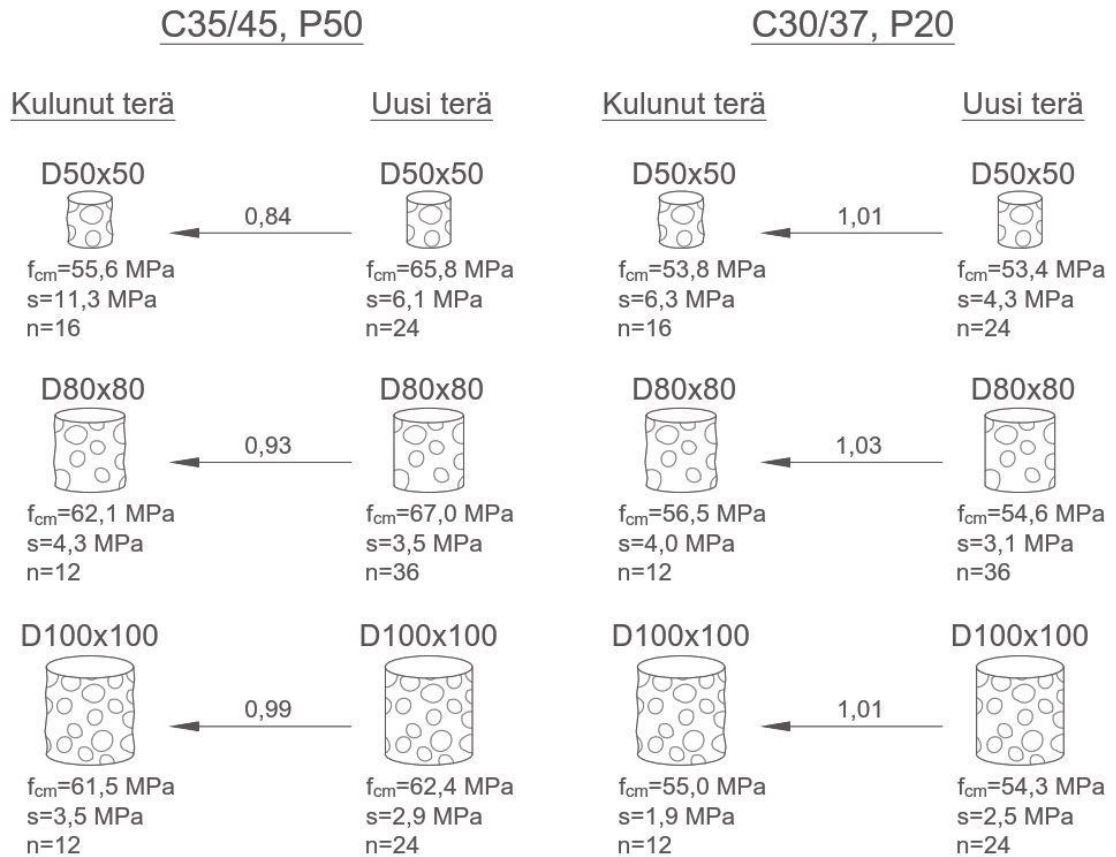 C35/45, P50
C30/37, P20
Kulunut terä
Uusi terä
Kulunut terä
Uusi terä
D50x50
D50x50
D50x50
D50x50
0,84
1,01
fcm=55,6 MPa
s=11,3 MPa
n=16
fcm=65,8 MPa
s=6,1 MPa
n=24
fcm=53,8 MPa
s=6,3 MPa
n=16
fcm=53,4 MPa
s=4,3 MPa
n=24
D80x80
D80x80
D80x80
D80x80
0,93
1,03
fcm=62,1 MPa
s=4,3 MPa
n=12
fcm=67,0 MPa
s=3,5 MPa
n=36
fcm=56,5 MPa
s=4,0 MPa
n=12
fcm=54,6 MPa
s=3,1 MPa
n=36
D100x100
D100x100
D100x100
D100x100
0,99
1,01
fcm=61,5 MPa
s=3,5 MPa
n=12
fcm=62,4 MPa
s=2,9 MPa
n=24
fcm=55,0 MPa
s=1,9 MPa
n=12
fcm=54,3 MPa
s=2,5 MPa
n=24